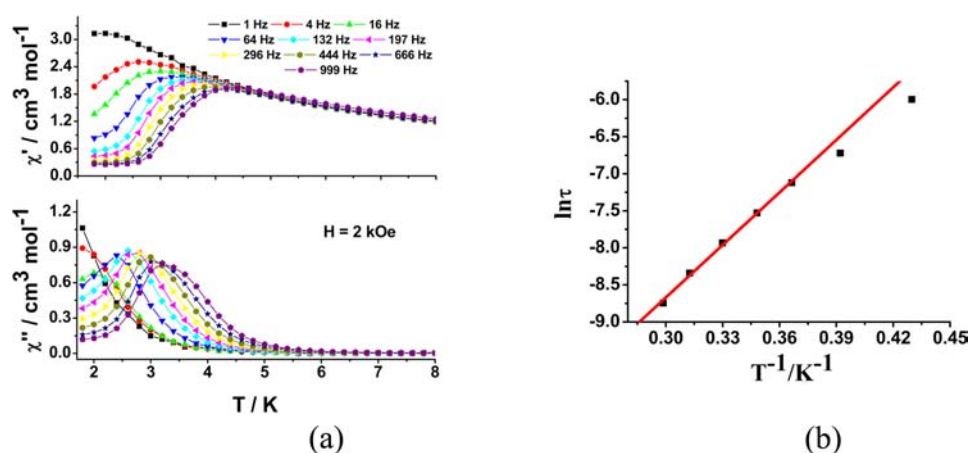 1 Hz 4 Hz 16 Hz
64 Hz 132 Hz 197 Hz
296 Hz 444 Hz 666 Hz
999 Hz
χ' / cm³ mol⁻¹
3.0
2.4
1.8
1.2
0.6
0.0
H = 2 kOe
χ'' / cm³ mol⁻¹
1.2
0.9
0.6
0.3
0.0
2 3 4 5 6 7 8
T / K
(a)
lnτ
-6.0
-6.5
-7.0
-7.5
-8.0
-8.5
-9.0
0.30 0.33 0.36 0.39 0.42 0.45
T⁻¹/K⁻¹
(b)